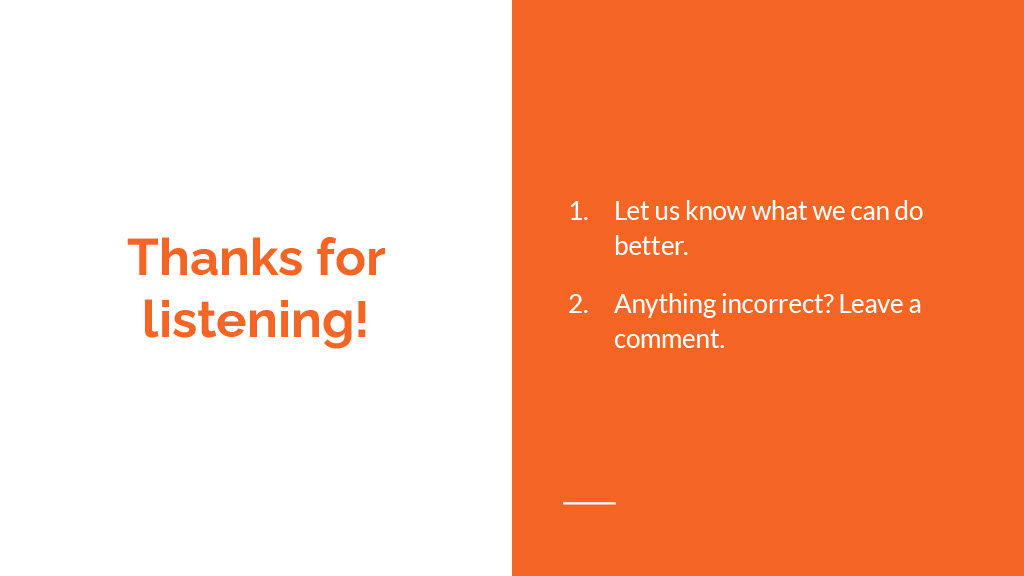 Thanks for
listening!
1. Let us know what we can do
better.
2. Anything incorrect? Leave a
comment.